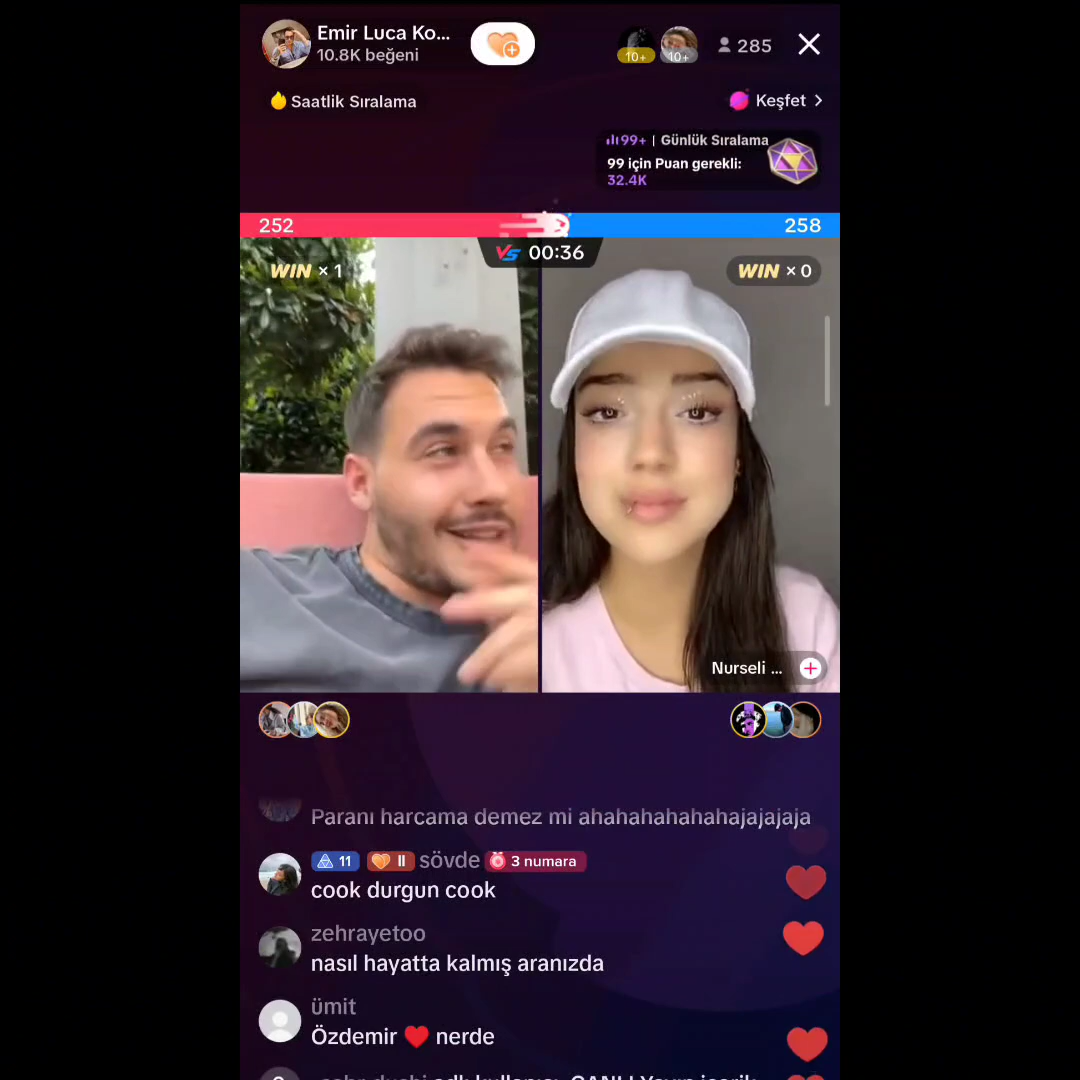 Emir Luca Ko...
10.8K beğeni
10+
10+
285
Saatlik Sıralama
Keşfet >
99+ | Günlük Sıralama
99 için Puan gerekli:
32.4K
252
258
VS 00:36
WIN × 1
WIN × 0
Nurseli ...
Paranı harcama demez mi ahahahahahahajajajaja
11 II sövde 3 numara
cook durgun cook
zehrayetoo
nasıl hayatta kalmış aranızda
ümit
Özdemir ❤️ nerde